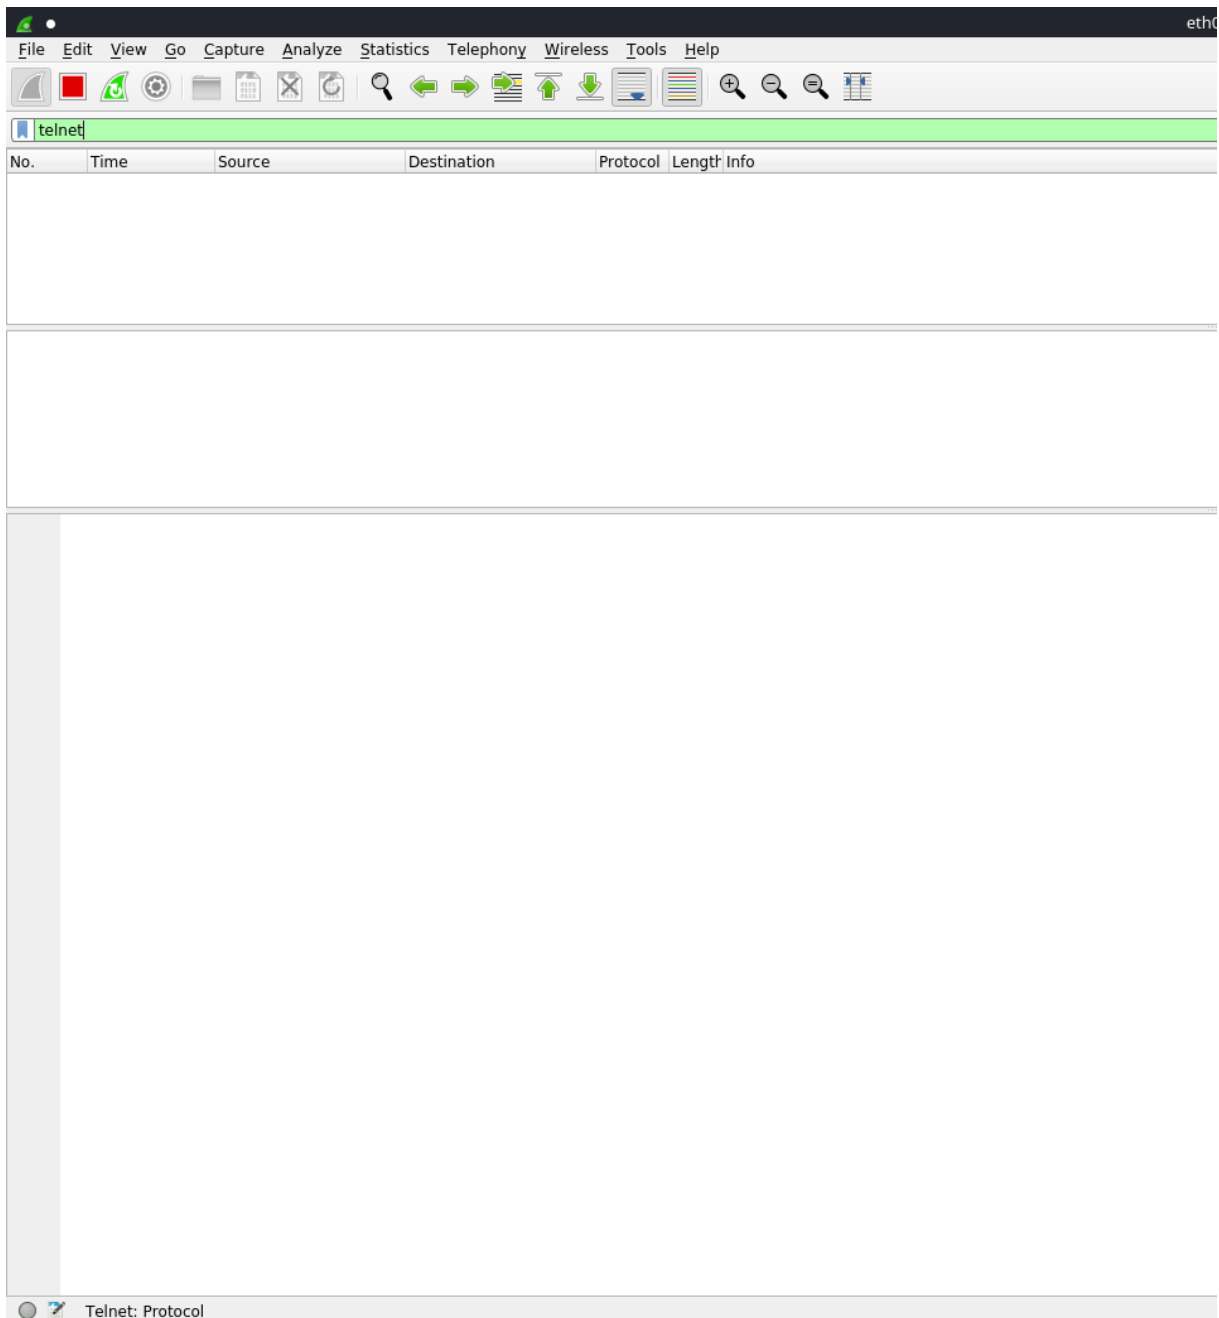 eth0
File Edit View Go Capture Analyze Statistics Telephony Wireless Tools Help
telnet
No. Time Source Destination Protocol Length Info
Telnet: Protocol